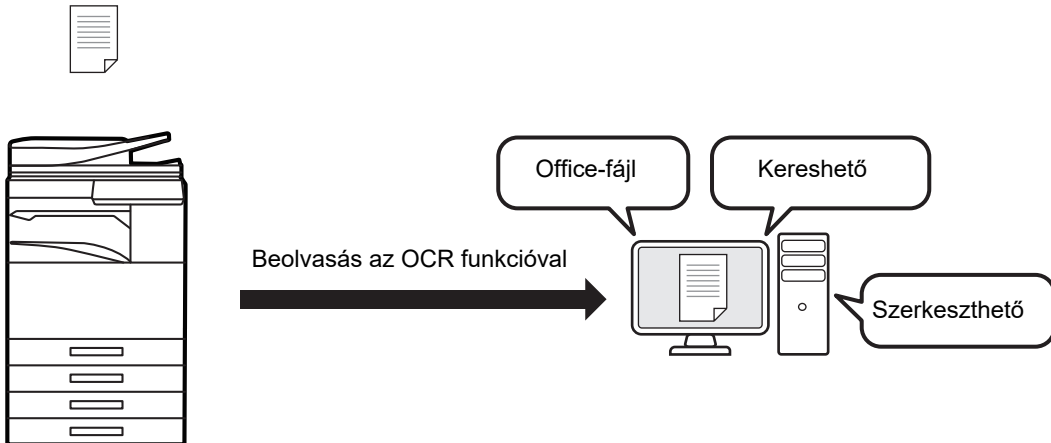 Office-fájl
Kereshető
Beolvasás az OCR funkcióval
Szerkeszthető